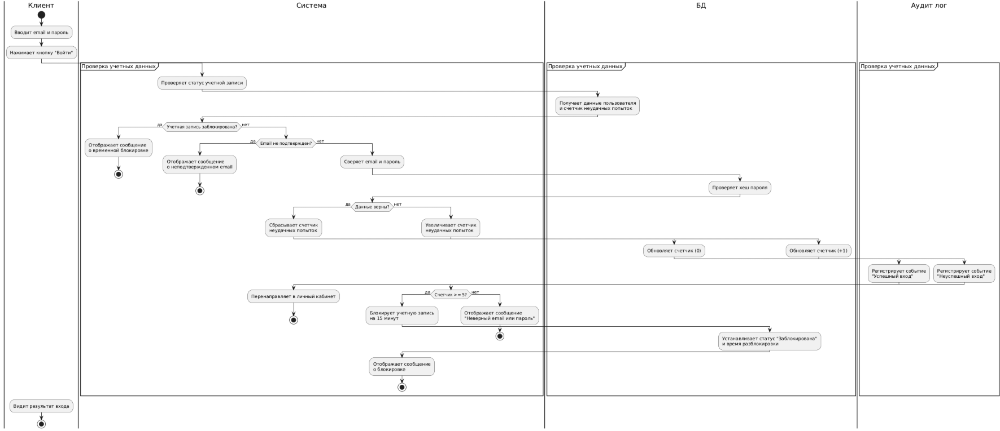 Клиент
Система
БД
Аудит лог
Вводит email и пароль
Нажимает кнопку "Войти"
Проверка учетных данных
Проверка учетных данных
Проверка учетных данных
Проверяет статус учетной записи
Получает данные пользователя
и счетчик неудачных попыток
да
Учетная запись заблокирована?
нет
Отображает сообщение
о временной блокировке
да
Email не подтвержден?
нет
Отображает сообщение
о неподтвержденном email
Сверяет email и пароль
Проверяет хеш пароля
да
Данные верны?
нет
Сбрасывает счетчик
неудачных попыток
Увеличивает счетчик
неудачных попыток
Обновляет счетчик (0)
Обновляет счетчик (+1)
Регистрирует событие
"Успешный вход"
Регистрирует событие
"Неуспешный вход"
Перенаправляет в личный кабинет
да
Счетчик >= 5?
нет
Блокирует учетную запись
на 15 минут
Отображает сообщение
"Неверный email или пароль"
Устанавливает статус "Заблокирована"
и время разблокировки
Отображает сообщение
о блокировке
Видит результат входа